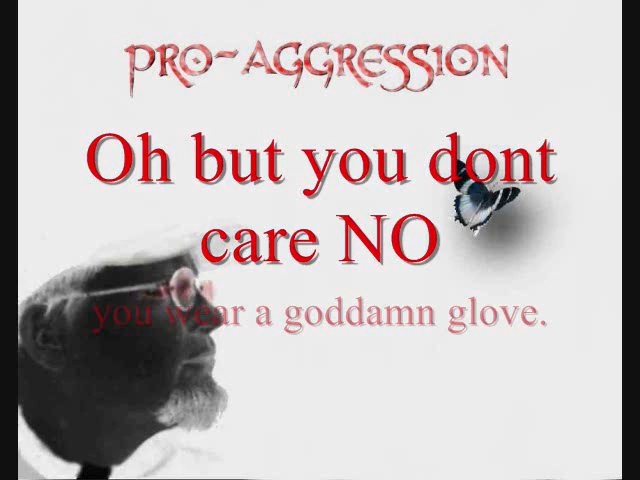 PRO-AGGRESSION
Oh but you dont
care NO
you wear a goddamn glove.